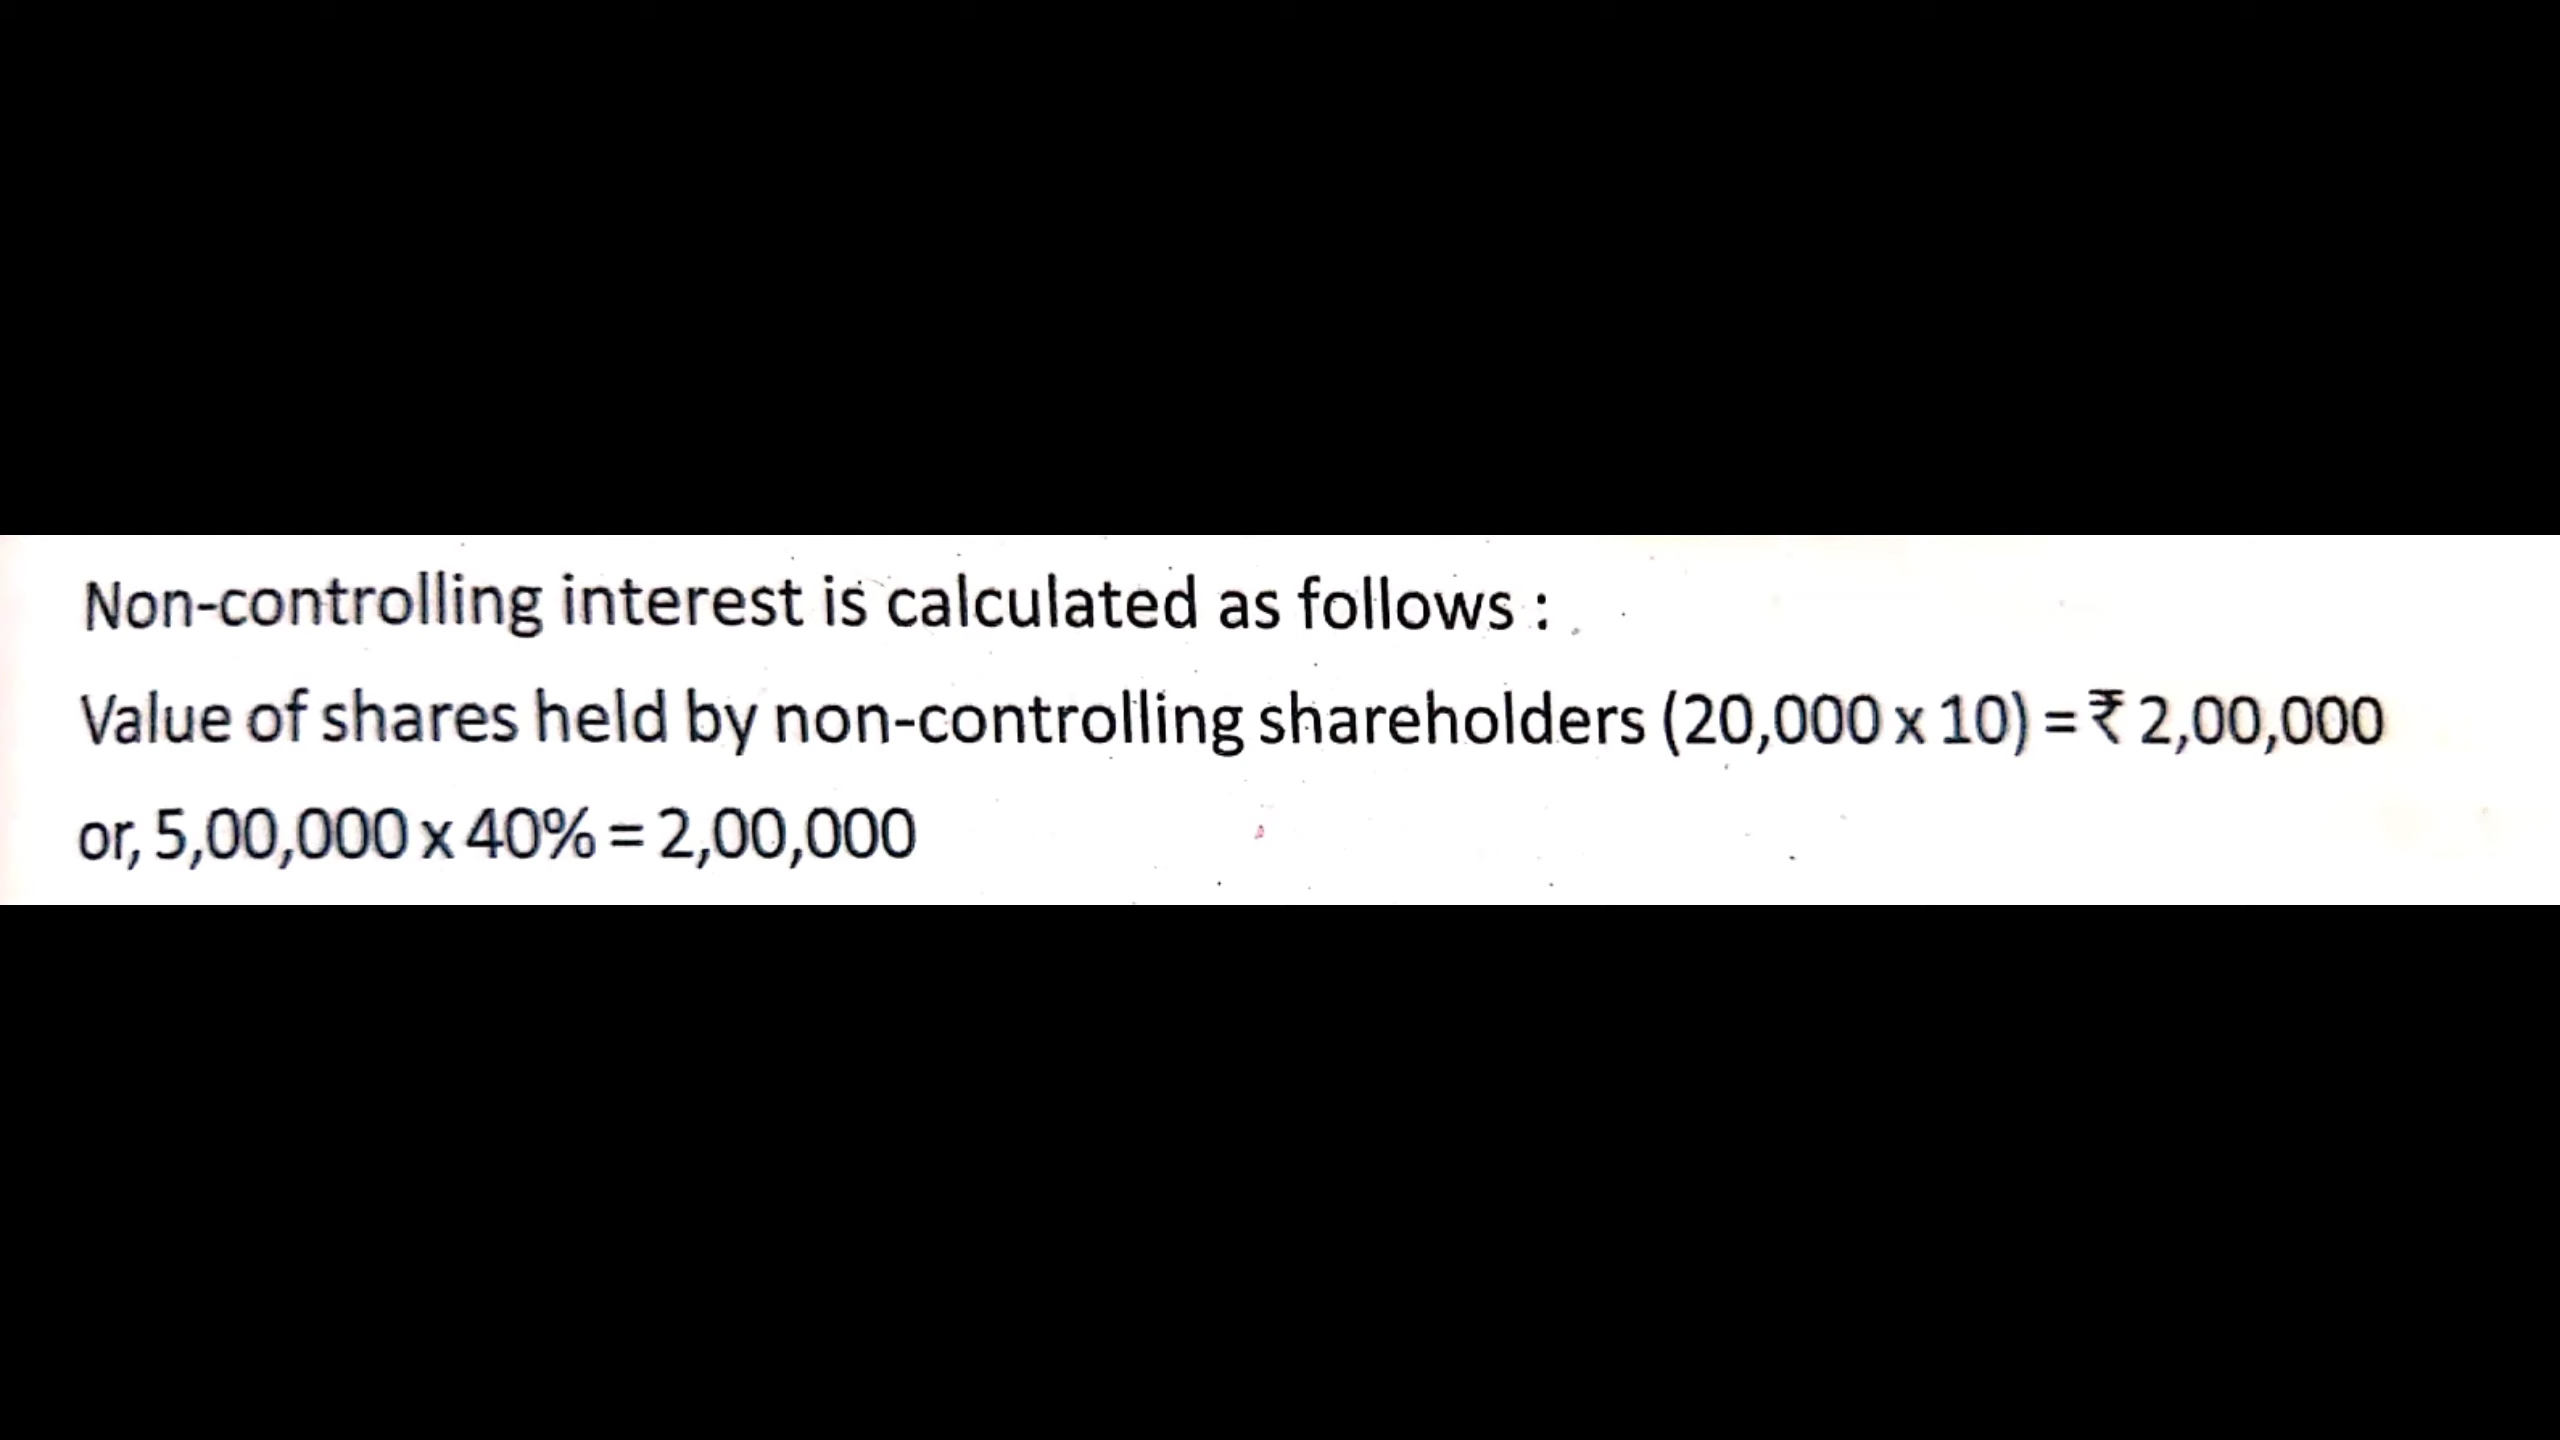 Non-controlling interest is calculated as follows :
Value of shares held by non-controlling shareholders (20,000 x 10) = ₹ 2,00,000
or, 5,00,000 x 40% = 2,00,000